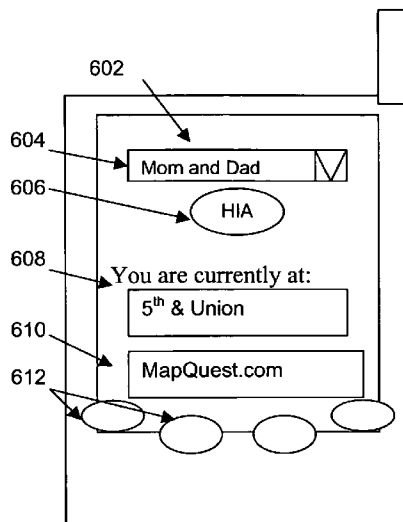 602
604
Mom and Dad
606
HIA
608
You are currently at:
5th & Union
610
MapQuest.com
612